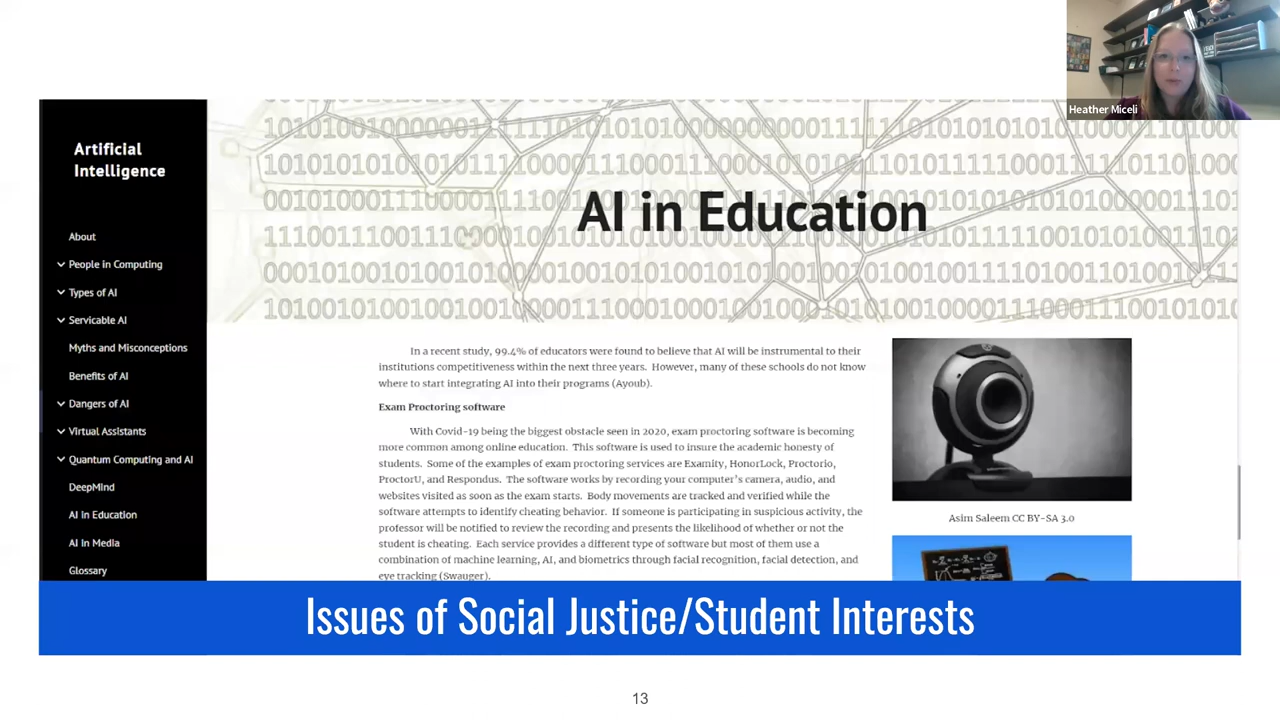 Heather Miceli
Artificial
Intelligence
About
People in Computing
Types of AI
Servicable AI
Myths and Misconceptions
Benefits of AI
Dangers of AI
Virtual Assistants
Quantum Computing and AI
DeepMind
AI in Education
AI in Media
Glossary
AI in Education
In a recent study, 99.4% of educators were found to believe that AI will be instrumental to their
institutions competitiveness within the next three years. However, many of these schools do not know
where to start integrating AI into their programs (Ayoub).
Exam Proctoring software
With Covid-19 being the biggest obstacle seen in 2020, exam proctoring software is becoming
more common among online education. This software is used to insure the academic honesty of
students. Some of the examples of exam proctoring services are Examity, HonorLock, Proctorio,
ProctorU, and Respondus. The software works by recording your computer's camera, audio, and
websites visited as soon as the exam starts. Body movements are tracked and verified while the
software attempts to identify cheating behavior. If someone is participating in suspicious activity, the
professor will be notified to review the recording and presents the likelihood of whether or not the
student is cheating. Each service provides a different type of software but most of them use a
combination of machine learning, AI, and biometrics through facial recognition, facial detection, and
eye tracking (Swauger).
Asim Saleem CC BY-SA 3.0
Issues of Social Justice/Student Interests
13